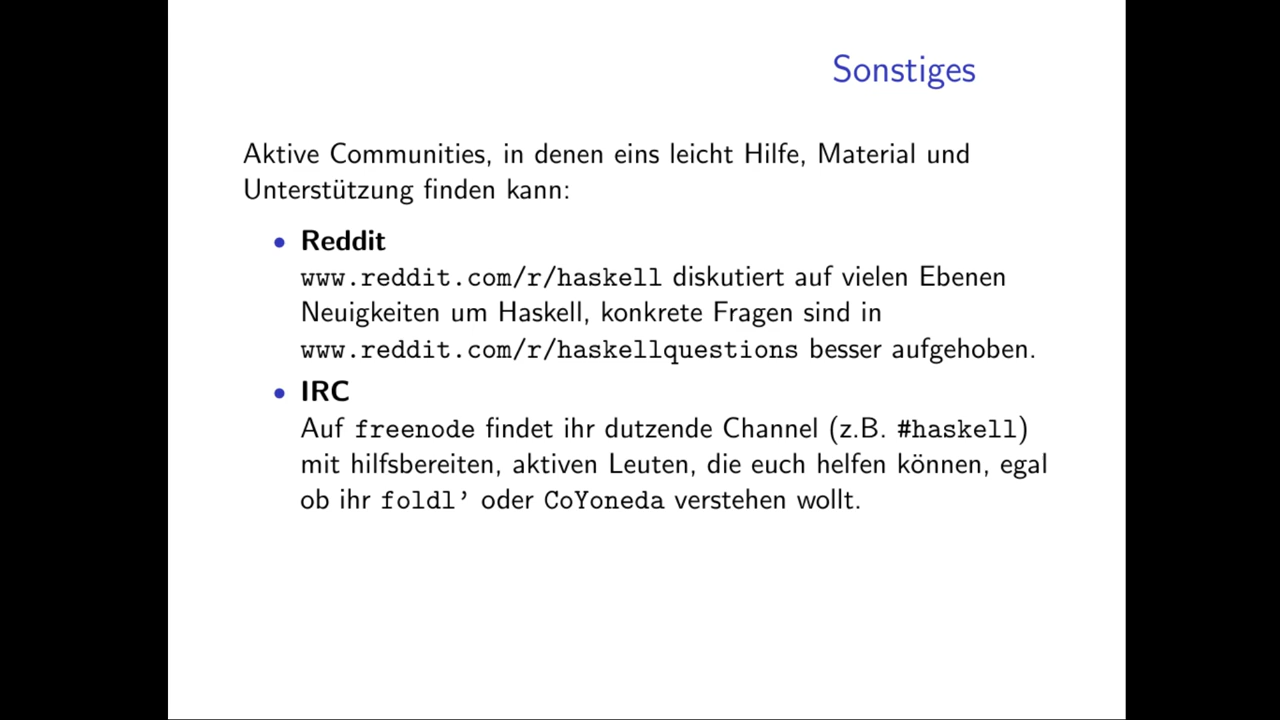 Sonstiges
Aktive Communities, in denen eins leicht Hilfe, Material und
Unterstützung finden kann:
• Reddit
www.reddit.com/r/haskell diskutiert auf vielen Ebenen
Neuigkeiten um Haskell, konkrete Fragen sind in
www.reddit.com/r/haskellquestions besser aufgehoben.
• IRC
Auf freenode findet ihr dutzende Channel (z.B. #haskell)
mit hilfsbereiten, aktiven Leuten, die euch helfen können, egal
ob ihr foldl’ oder CoYoneda verstehen wollt.